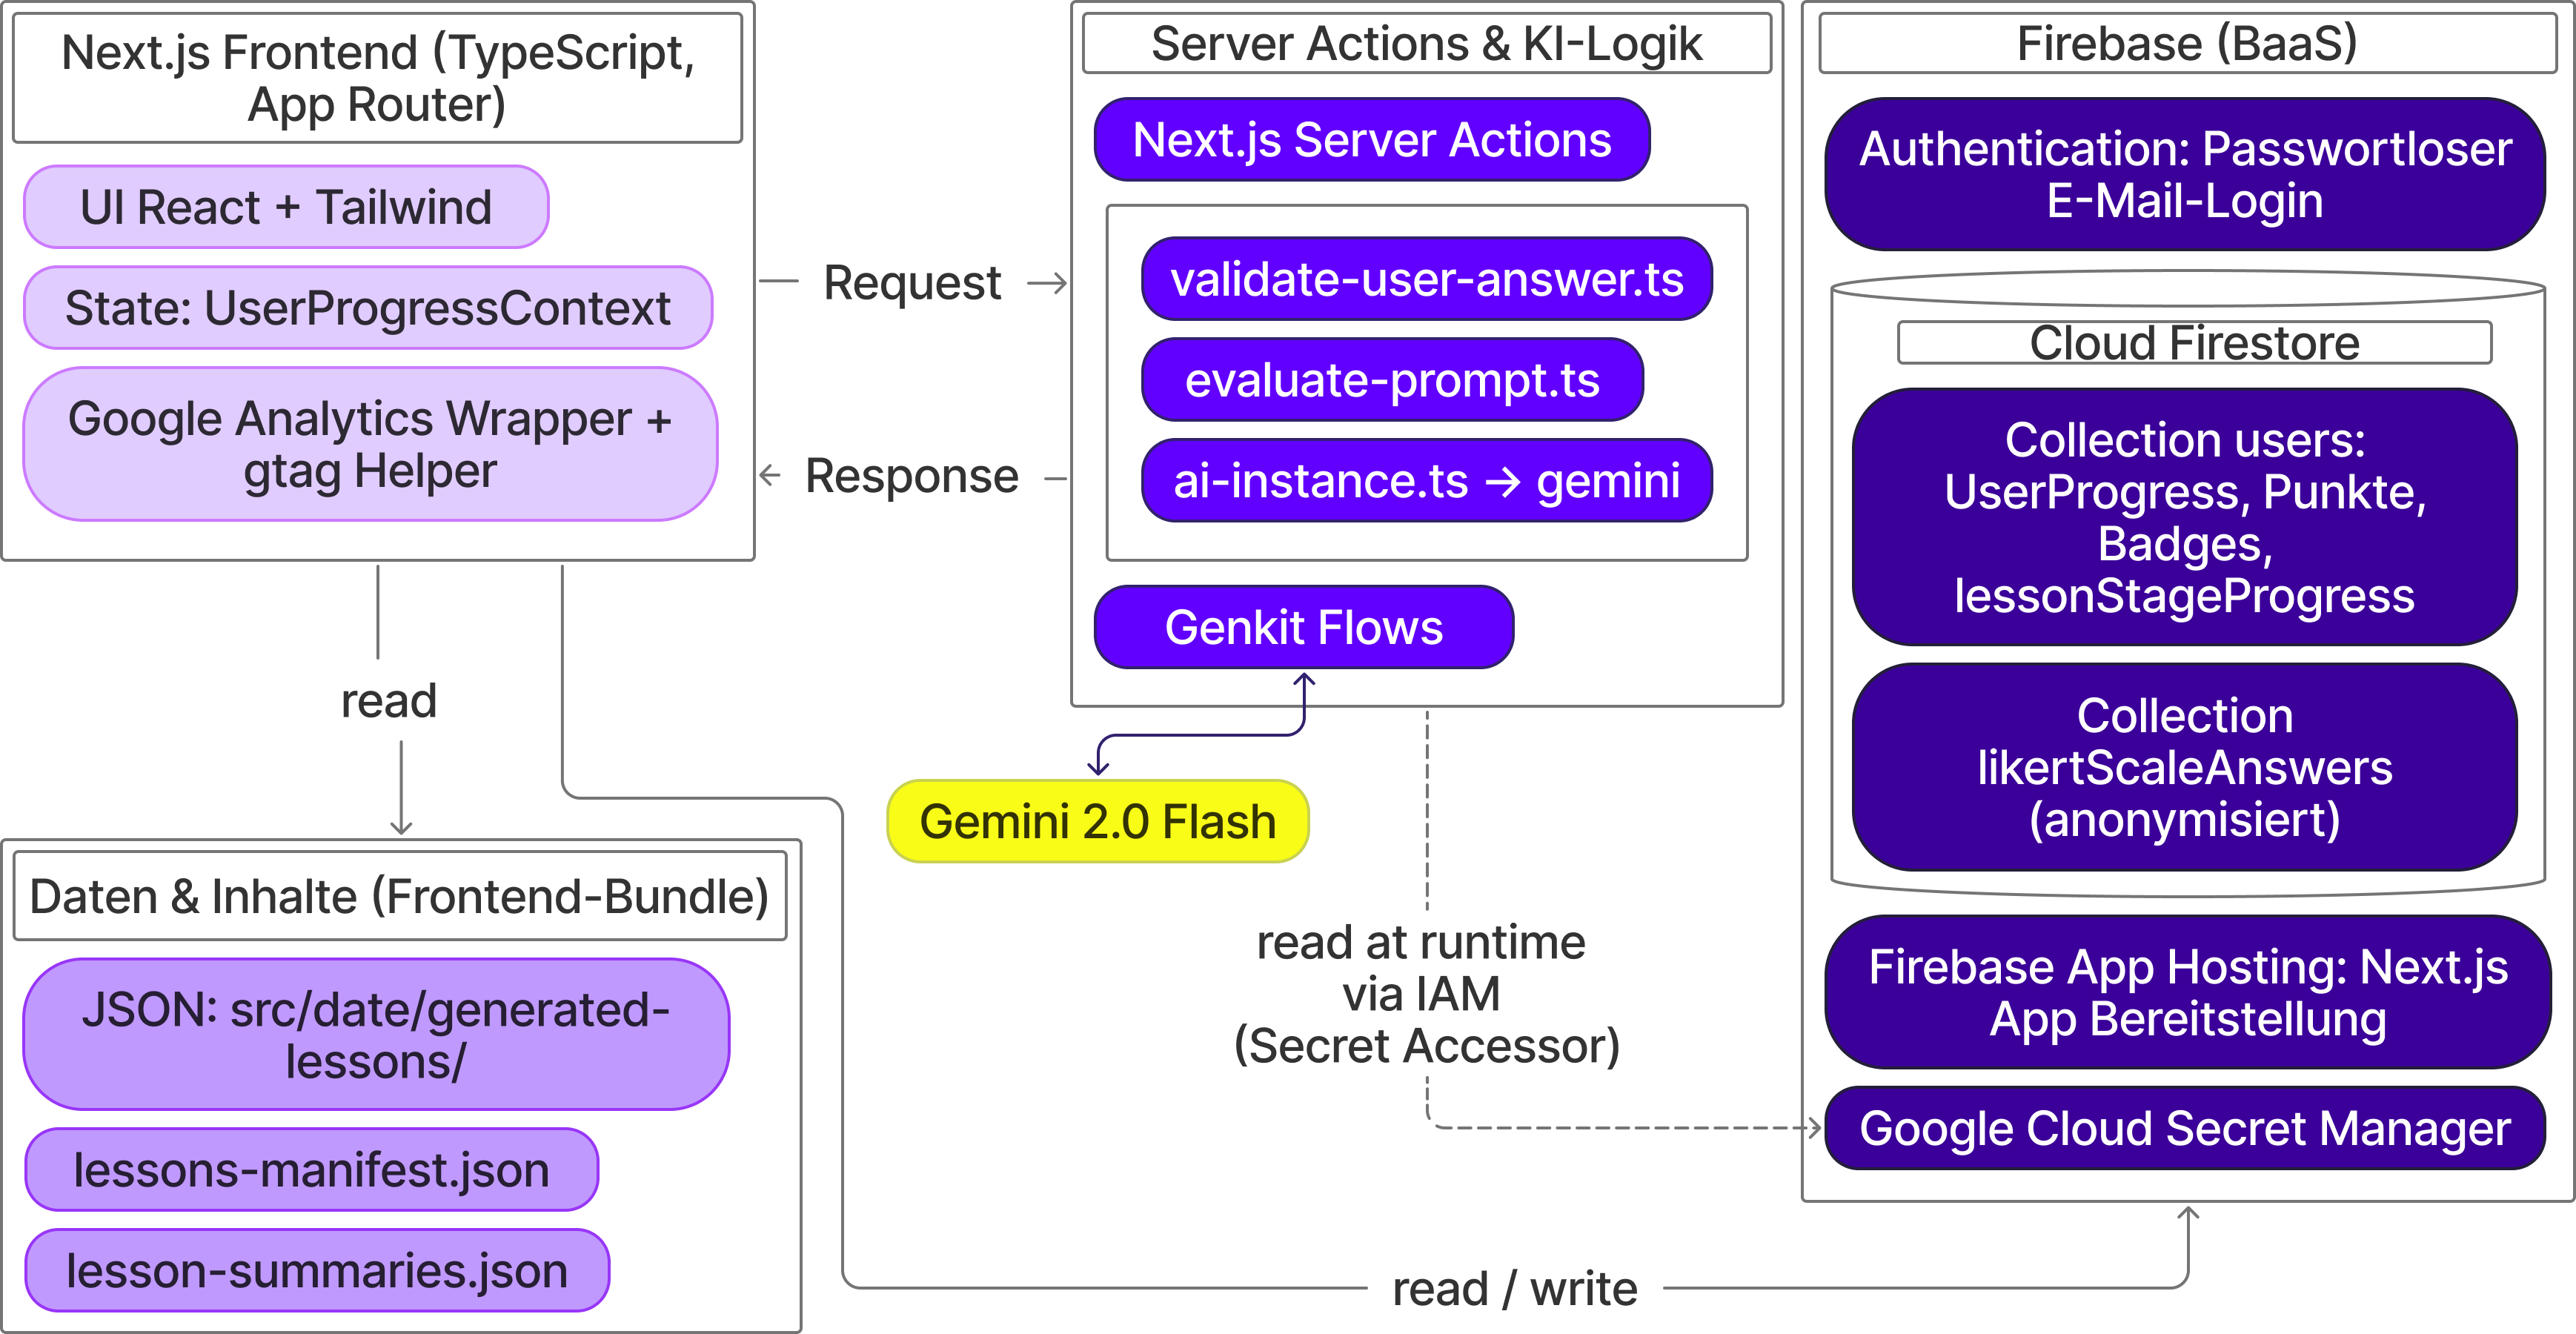 Next.js Frontend (TypeScript,
App Router)
UI React + Tailwind
State: UserProgressContext
Google Analytics Wrapper +
gtag Helper
Request
Response
Server Actions & KI-Logik
Next.js Server Actions
validate-user-answer.ts
evaluate-prompt.ts
ai-instance.ts → gemini
Genkit Flows
Gemini 2.0 Flash
read
Daten & Inhalte (Frontend-Bundle)
JSON: src/date/generated-
lessons/
lessons-manifest.json
lesson-summaries.json
read at runtime
via IAM
(Secret Accessor)
read / write
Firebase (BaaS)
Authentication: Passwortloser
E-Mail-Login
Cloud Firestore
Collection users:
UserProgress, Punkte,
Badges,
lessonStageProgress
Collection
likertScaleAnswers
(anonymisiert)
Firebase App Hosting: Next.js
App Bereitstellung
Google Cloud Secret Manager